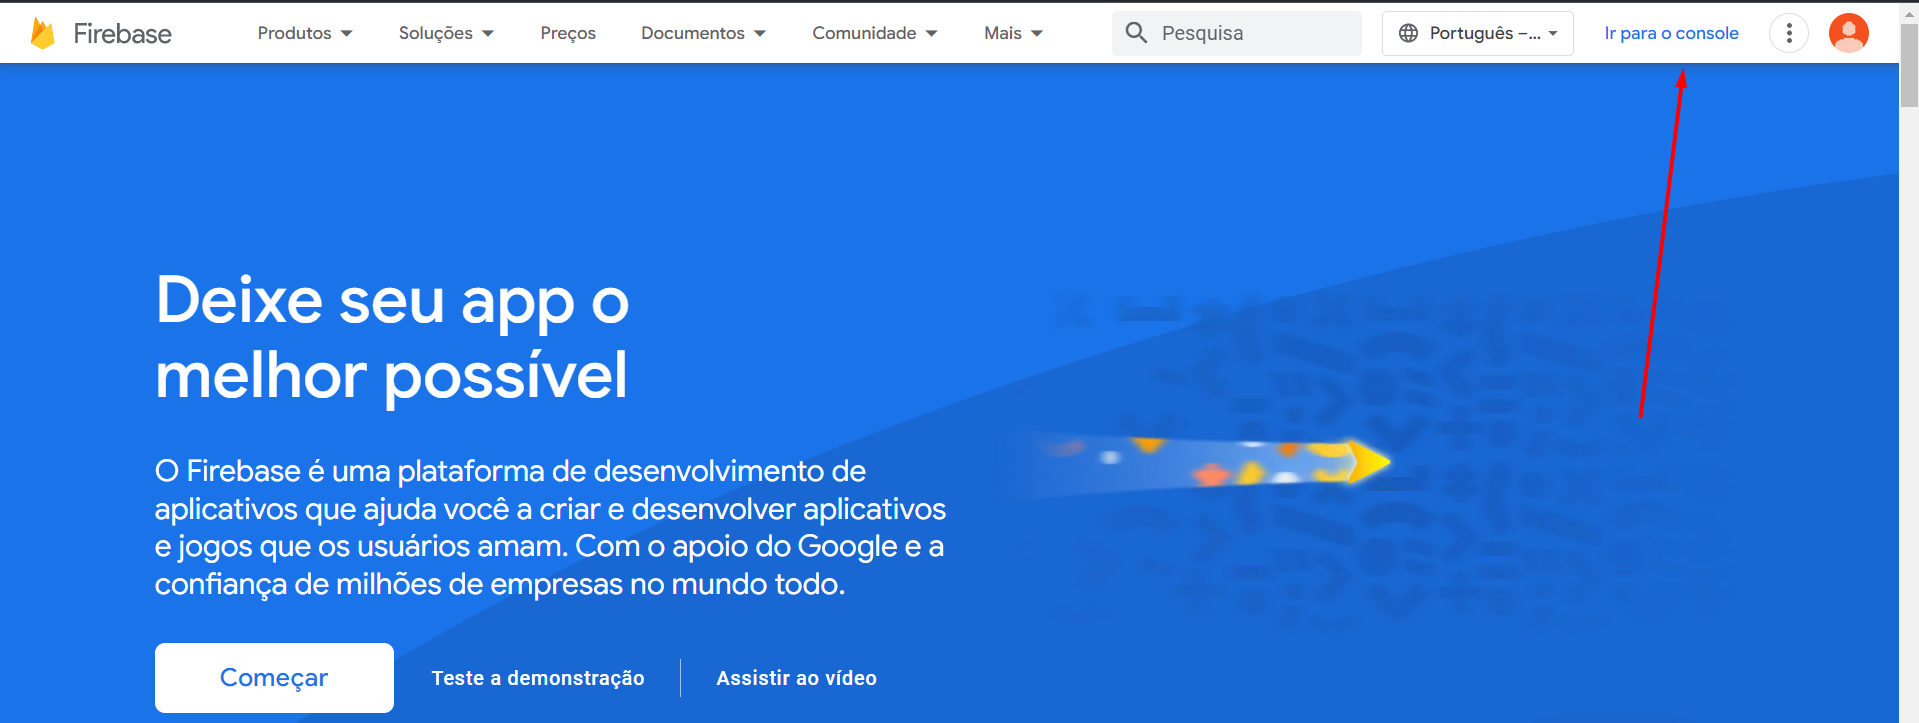 Firebase
Produtos
Soluções
Preços
Documentos
Comunidade
Mais
Pesquisa
Português –...
Ir para o console
Deixe seu app o
melhor possível
O Firebase é uma plataforma de desenvolvimento de
aplicativos que ajuda você a criar e desenvolver aplicativos
e jogos que os usuários amam. Com o apoio do Google e a
confiança de milhões de empresas no mundo todo.
Começar
Teste a demonstração
Assistir ao vídeo